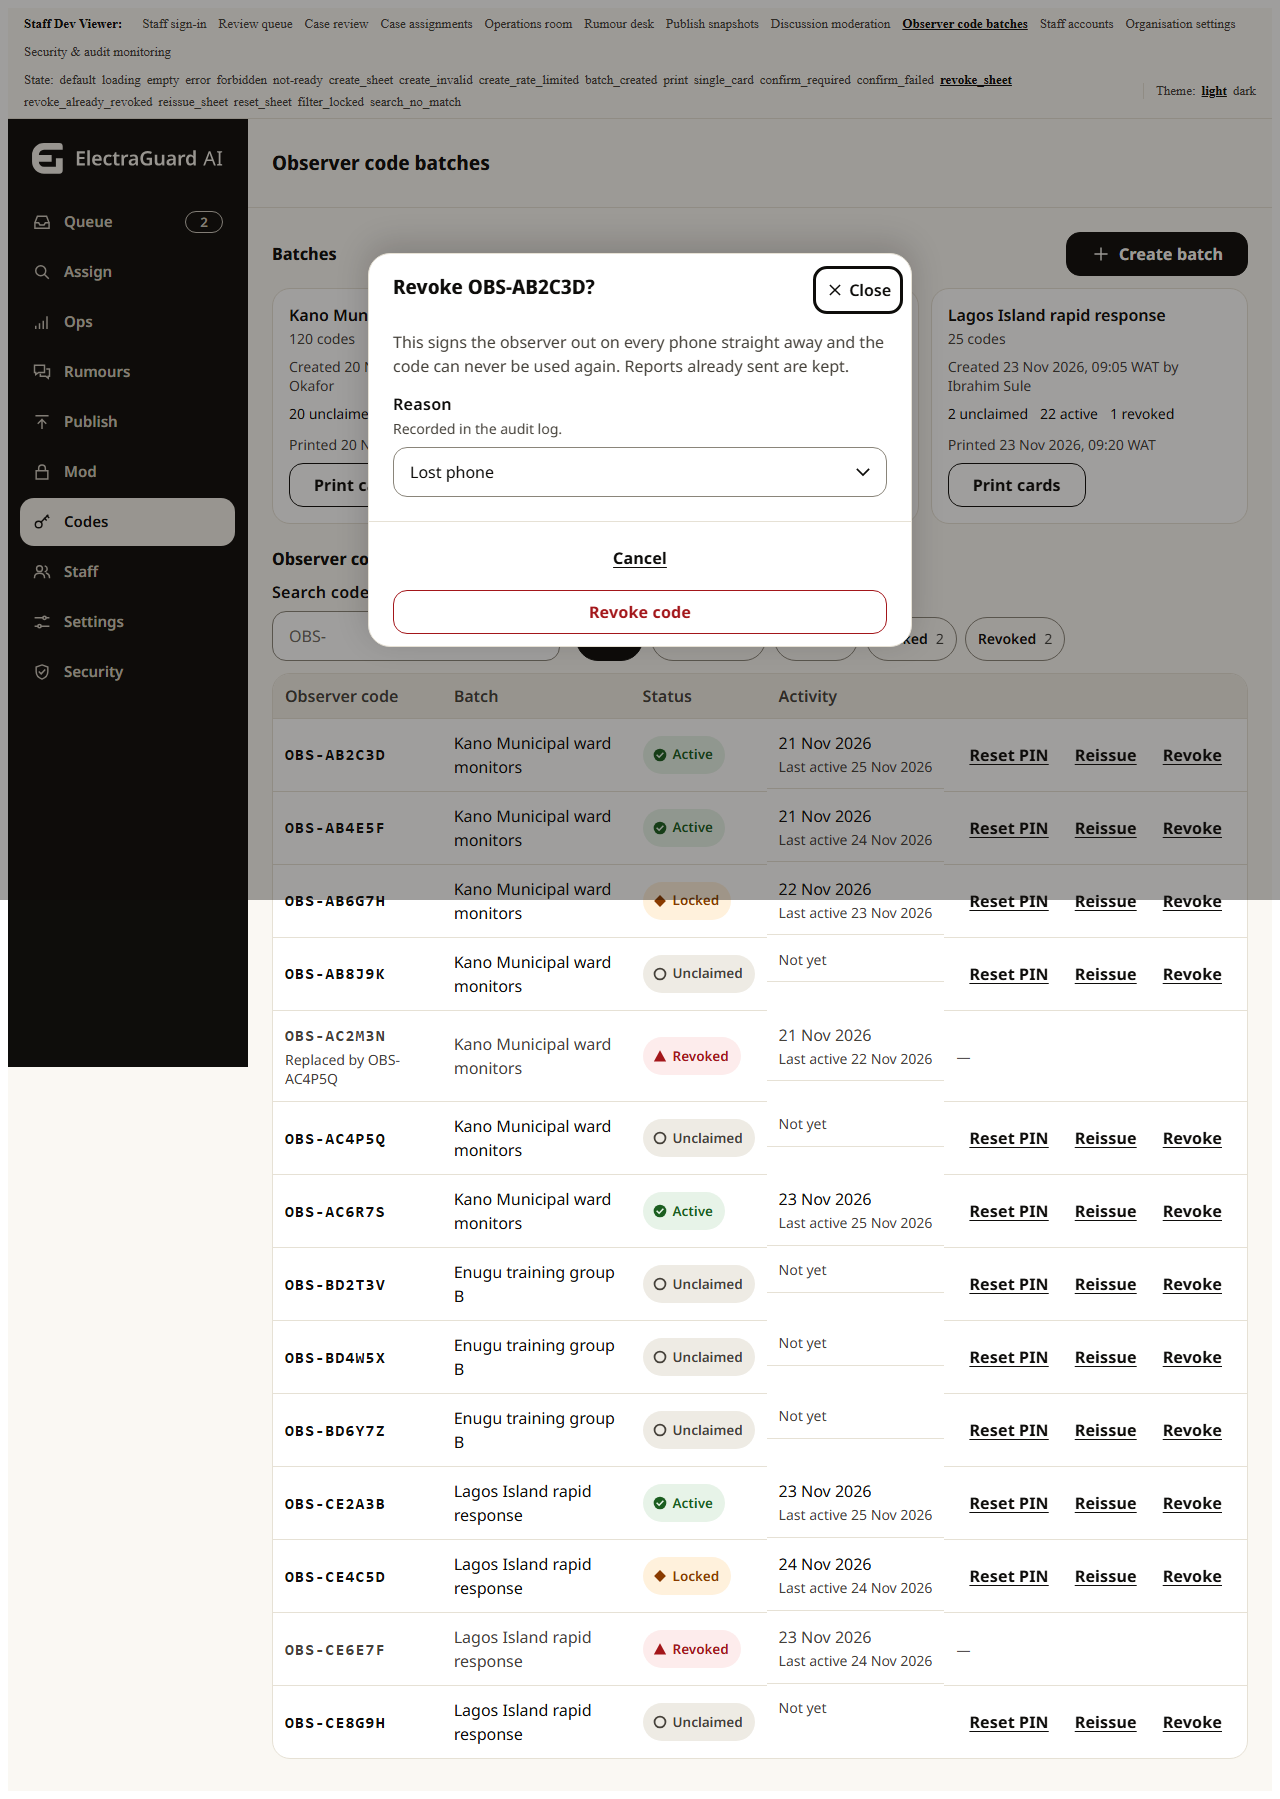 Staff Dev Viewer: Staff sign-in Review queue Case review Case assignments Operations room Rumour desk Publish snapshots Discussion moderation Observer code batches Staff accounts Organisation settings
Security & audit monitoring
State: default loading empty error forbidden not-ready create_sheet create_invalid create_rate_limited batch_created print single_card confirm_required confirm_failed revoke_sheet
revoke_already_revoked reissue_sheet reset_sheet filter_locked search_no_match
Theme: light dark
ElectraGuard AI
Queue 2
Assign
Ops
Rumours
Publish
Mod
Codes
Staff
Settings
Security
Observer code batches
Batches
Create batch
Kano Mun
120 codes
Created 20 N
Okafor
20 unclaime
Printed 20 N
Print c
Lagos Island rapid response
25 codes
Created 23 Nov 2026, 09:05 WAT by
Ibrahim Sule
2 unclaimed 22 active 1 revoked
Printed 23 Nov 2026, 09:20 WAT
Print cards
Revoke OBS-AB2C3D?
Close
This signs the observer out on every phone straight away and the
code can never be used again. Reports already sent are kept.
Reason
Recorded in the audit log.
Lost phone
Cancel
Revoke code
Observer co
Search code
OBS-
ked 2
Revoked 2
Observer code Batch Status Activity
OBS-AB2C3D Kano Municipal ward monitors Active 21 Nov 2026 Last active 25 Nov 2026 Reset PIN Reissue Revoke
OBS-AB4E5F Kano Municipal ward monitors Active 21 Nov 2026 Last active 24 Nov 2026 Reset PIN Reissue Revoke
OBS-AB6G7H Kano Municipal ward monitors Locked 22 Nov 2026 Last active 23 Nov 2026 Reset PIN Reissue Revoke
OBS-AB8J9K Kano Municipal ward monitors Unclaimed Not yet Reset PIN Reissue Revoke
OBS-AC2M3N Replaced by OBS-AC4P5Q Kano Municipal ward monitors Revoked 21 Nov 2026 Last active 22 Nov 2026 —
OBS-AC4P5Q Kano Municipal ward monitors Unclaimed Not yet Reset PIN Reissue Revoke
OBS-AC6R7S Kano Municipal ward monitors Active 23 Nov 2026 Last active 25 Nov 2026 Reset PIN Reissue Revoke
OBS-BD2T3V Enugu training group B Unclaimed Not yet Reset PIN Reissue Revoke
OBS-BD4W5X Enugu training group B Unclaimed Not yet Reset PIN Reissue Revoke
OBS-BD6Y7Z Enugu training group B Unclaimed Not yet Reset PIN Reissue Revoke
OBS-CE2A3B Lagos Island rapid response Active 23 Nov 2026 Last active 25 Nov 2026 Reset PIN Reissue Revoke
OBS-CE4C5D Lagos Island rapid response Locked 24 Nov 2026 Last active 24 Nov 2026 Reset PIN Reissue Revoke
OBS-CE6E7F Lagos Island rapid response Revoked 23 Nov 2026 Last active 24 Nov 2026 —
OBS-CE8G9H Lagos Island rapid response Unclaimed Not yet Reset PIN Reissue Revoke